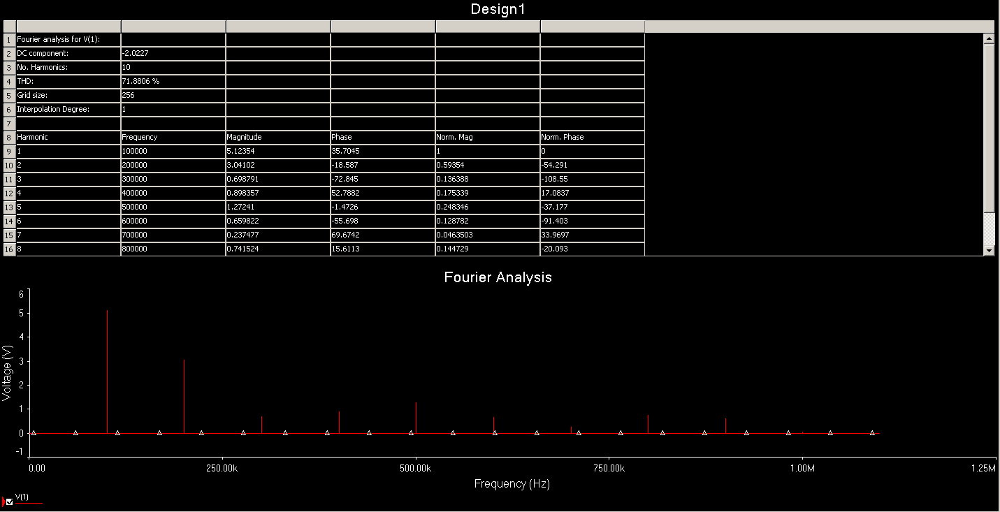 Design1
1 Fourier analysis for V(1):
2 DC component: -2.0227
3 No. Harmonics: 10
4 THD: 71.8806 %
5 Grid size: 256
6 Interpolation Degree: 1
7
8 Harmonic Frequency Magnitude Phase Norm. Mag Norm. Phase
9 1 100000 5.12354 35.7045 1 0
10 2 200000 3.04102 -18.587 0.59354 -54.291
11 3 300000 0.698791 -72.845 0.136388 -108.55
12 4 400000 0.898357 52.7882 0.175339 17.0837
13 5 500000 1.27241 -1.4726 0.248346 -37.177
14 6 600000 0.659822 -55.698 0.128782 -91.403
15 7 700000 0.237477 69.6742 0.0463503 33.9697
16 8 800000 0.741524 15.6113 0.144729 -20.093
Fourier Analysis
6
5
4
3
2
1
0
-1
Voltage (V)
0.00 250.00k 500.00k 750.00k 1.00M 1.25M
Frequency (Hz)
V(1)